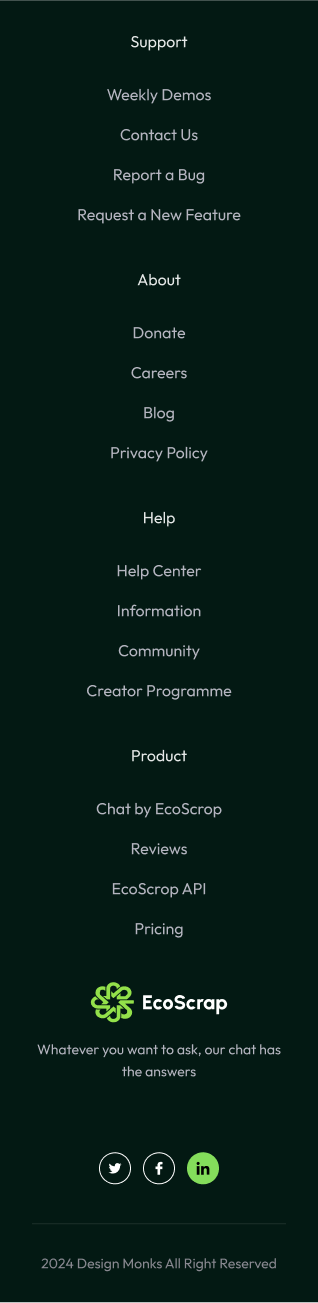 Support
Weekly Demos
Contact Us
Report a Bug
Request a New Feature
About
Donate
Careers
Blog
Privacy Policy
Help
Help Center
Information
Community
Creator Programme
Product
Chat by EcoScrop
Reviews
EcoScrop API
Pricing
EcoScrap
Whatever you want to ask, our chat has
the answers
2024 Design Monks All Right Reserved